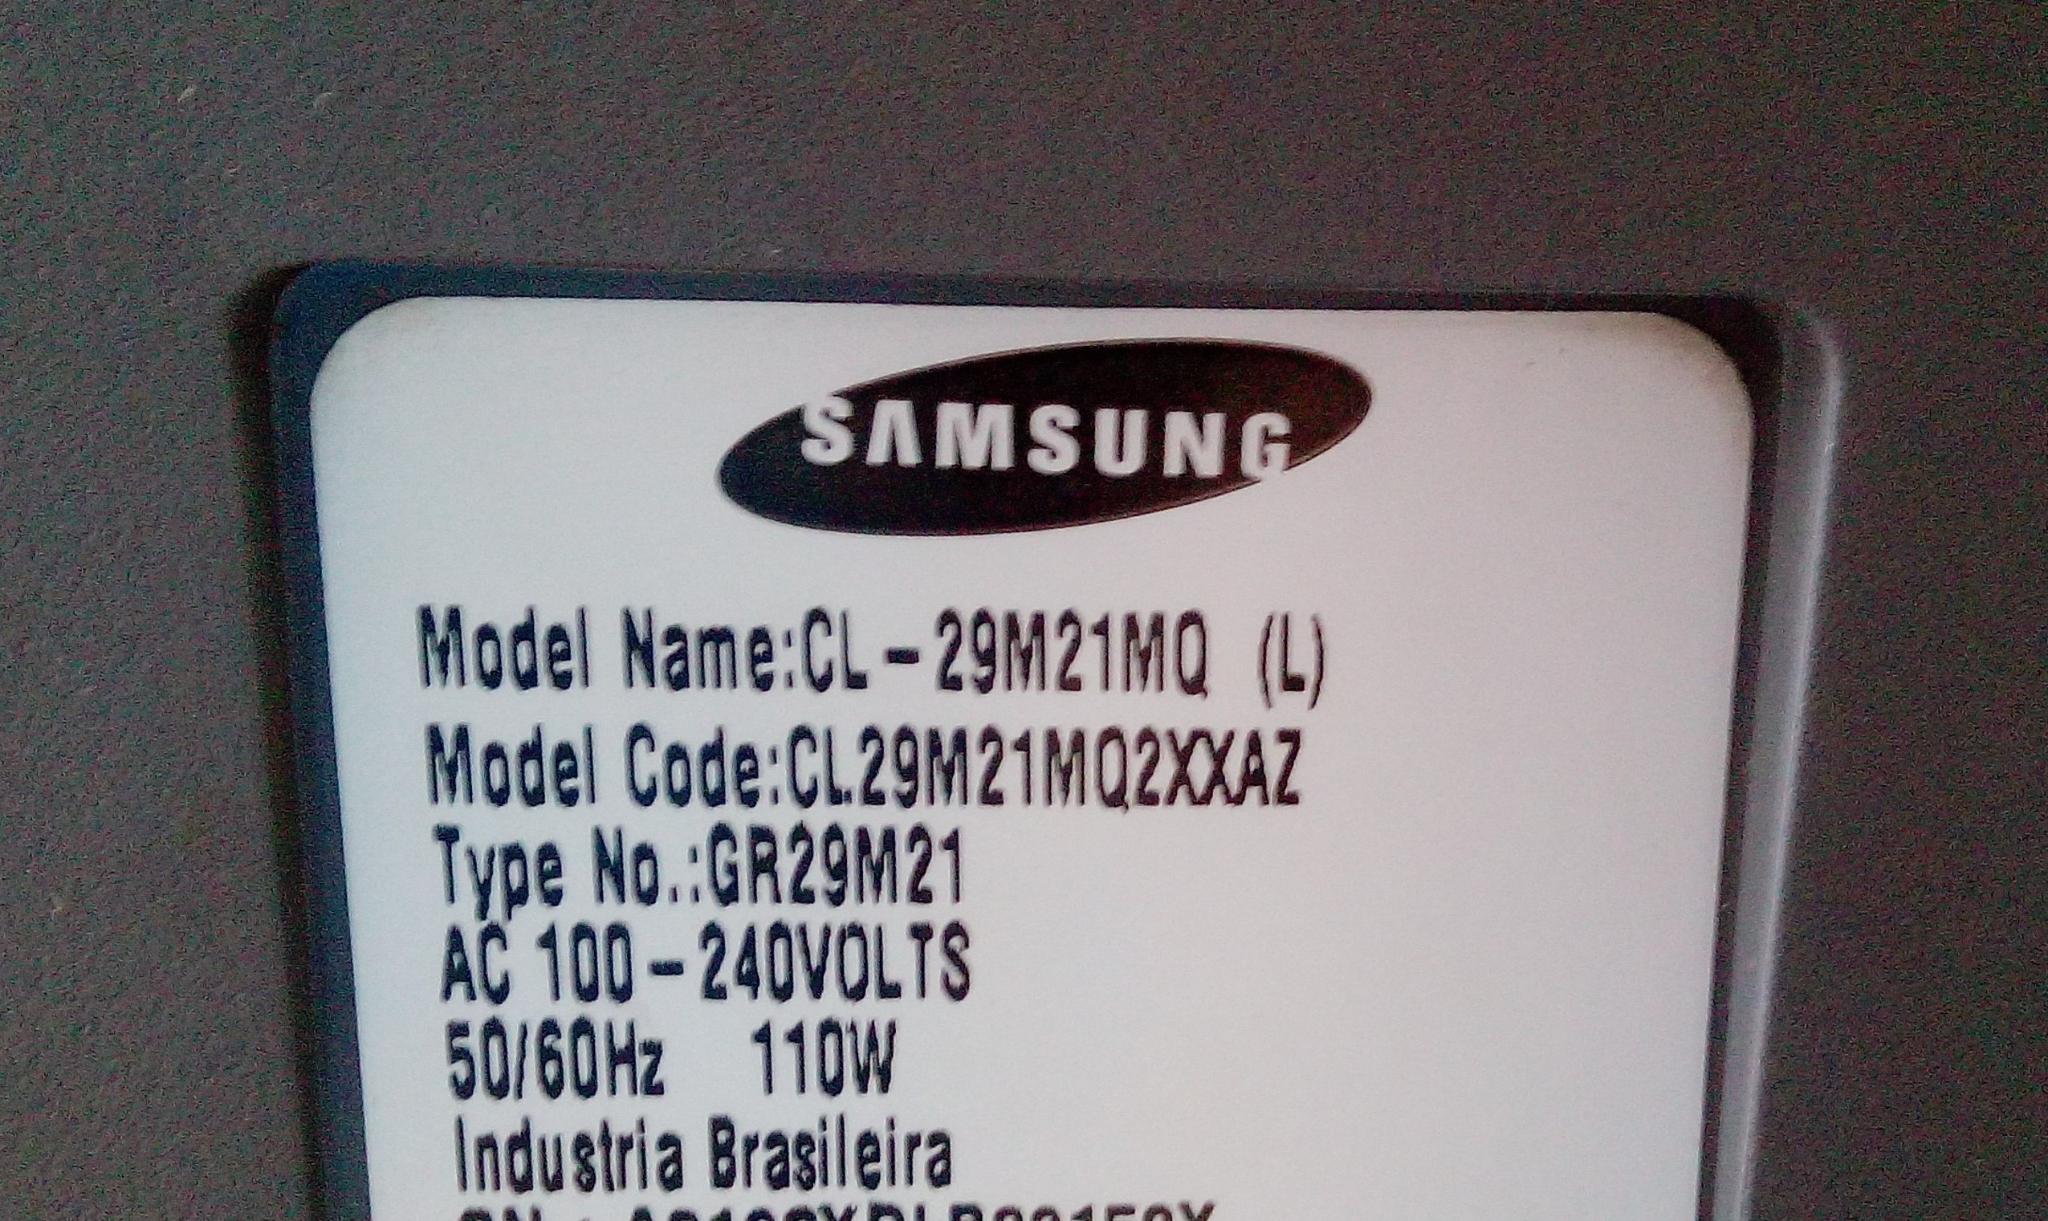 SAMSUNG
Model Name:CL-29M21MQ (L)
Model Code:CL29M21MQ2XXAZ
Type No.:GR29M21
AC 100-240VOLTS
50/60Hz 110W
Industria Brasileira